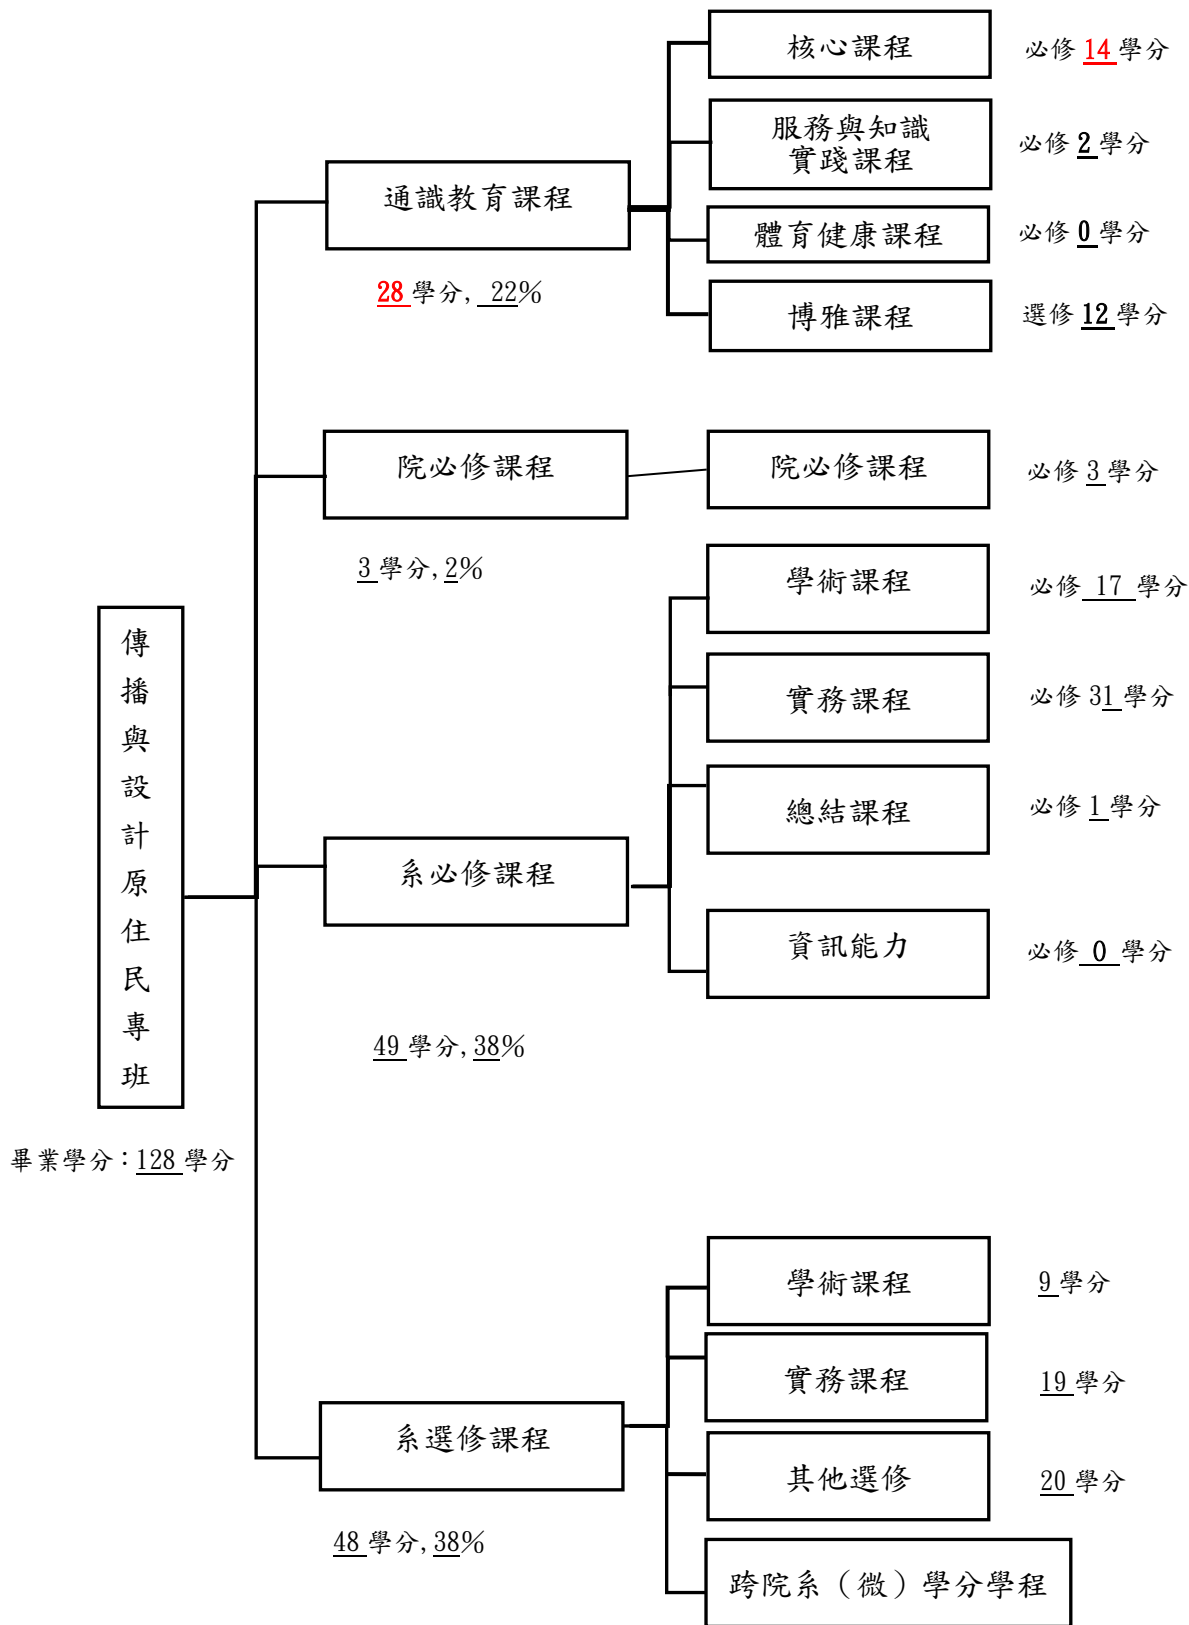 核心課程
必修 14 學分
服務與知識
實踐課程
必修 2 學分
通識教育課程
體育健康課程
必修 0 學分
28 學分, 22%
博雅課程
選修 12 學分
院必修課程
院必修課程
必修 3 學分
3 學分, 2%
學術課程
必修 17 學分
傳播與設計原住民專班
實務課程
必修 31 學分
總結課程
必修 1 學分
系必修課程
資訊能力
必修 0 學分
49 學分, 38%
畢業學分：128 學分
學術課程
9 學分
實務課程
19 學分
系選修課程
其他選修
20 學分
48 學分, 38%
跨院系（微）學分學程